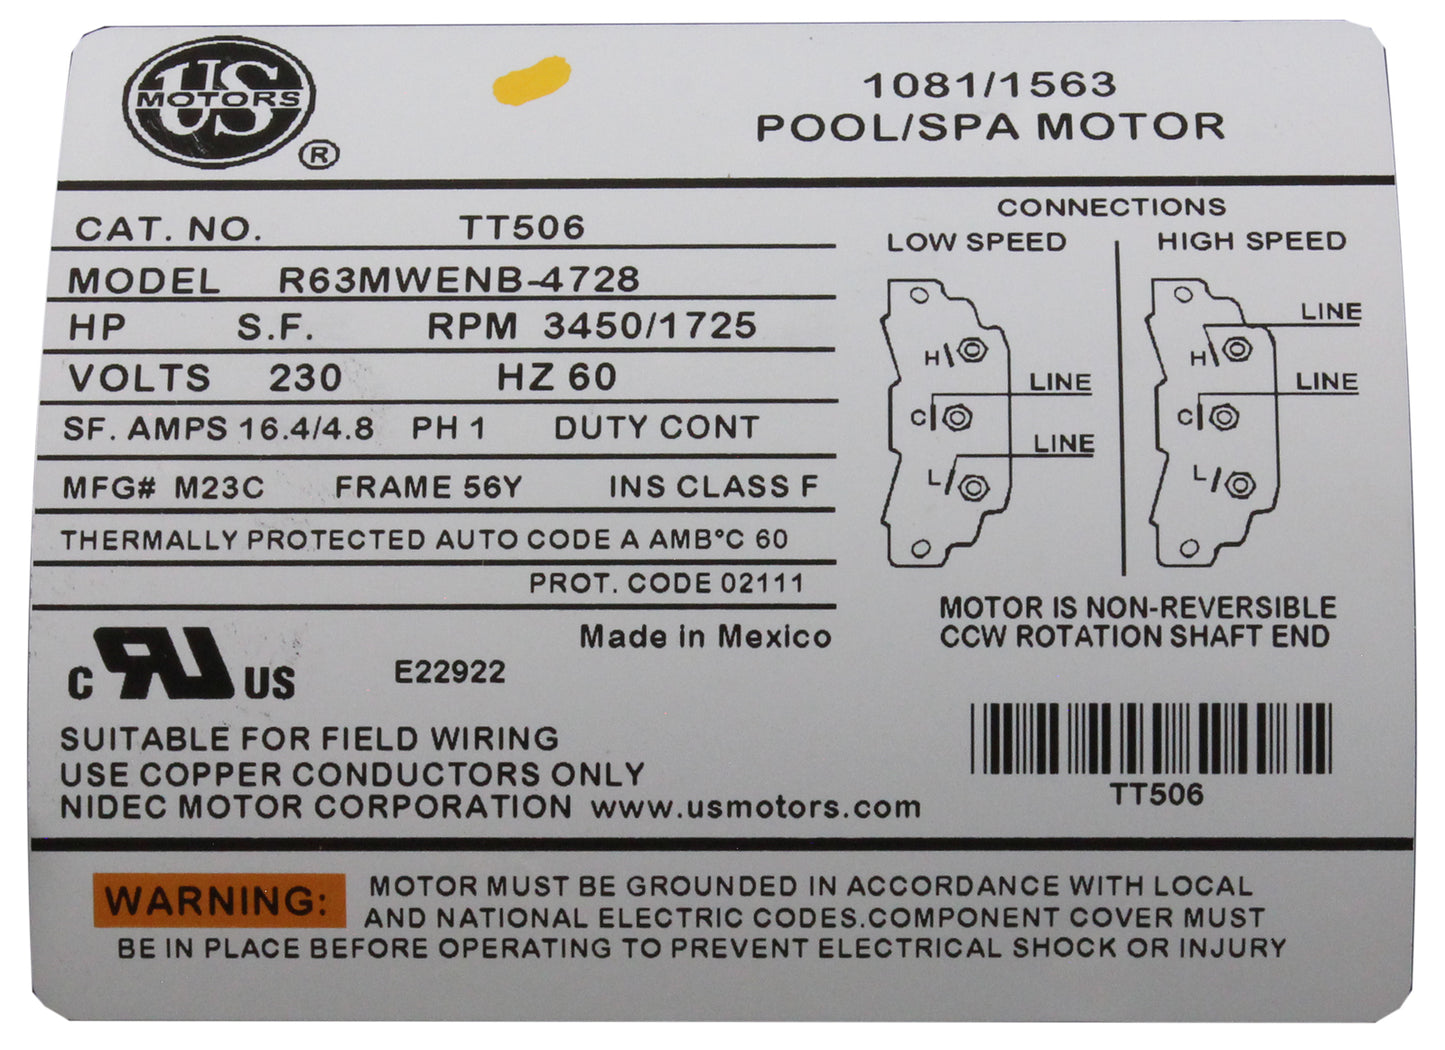 US
MOTORS
®
1081/1563
POOL/SPA MOTOR
CAT. NO. TT506
MODEL R63MWENB-4728
HP S.F. RPM 3450/1725
VOLTS 230 HZ 60
SF. AMPS 16.4/4.8 PH 1 DUTY CONT
MFG# M23C FRAME 56Y INS CLASS F
THERMALLY PROTECTED AUTO CODE A AMB°C 60
PROT. CODE 02111
Made in Mexico
C RU US E22922
SUITABLE FOR FIELD WIRING
USE COPPER CONDUCTORS ONLY
NIDEC MOTOR CORPORATION www.usmotors.com
CONNECTIONS
LOW SPEED
H
LINE
C
LINE
L
HIGH SPEED
LINE
H
LINE
C
L
MOTOR IS NON-REVERSIBLE
CCW ROTATION SHAFT END
TT506
WARNING: MOTOR MUST BE GROUNDED IN ACCORDANCE WITH LOCAL
AND NATIONAL ELECTRIC CODES.COMPONENT COVER MUST
BE IN PLACE BEFORE OPERATING TO PREVENT ELECTRICAL SHOCK OR INJURY